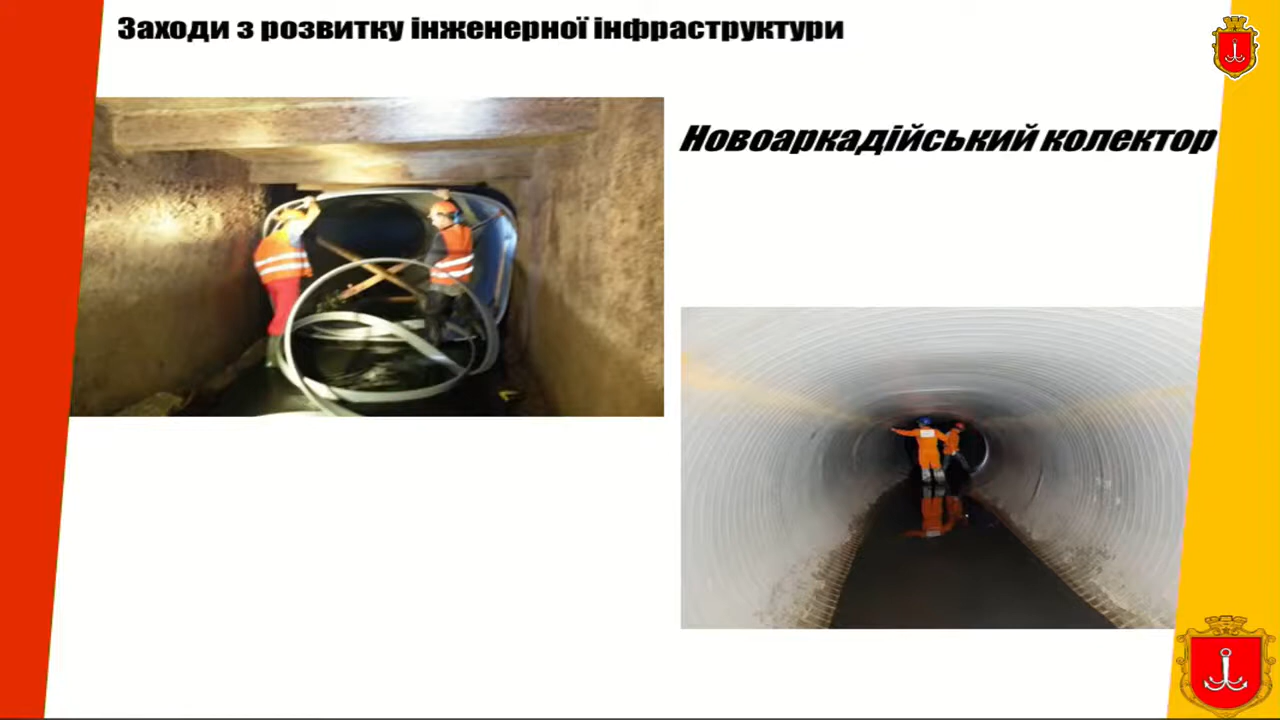 Заходи з розвитку інженерної інфраструктури
Новоаркадійський колектор